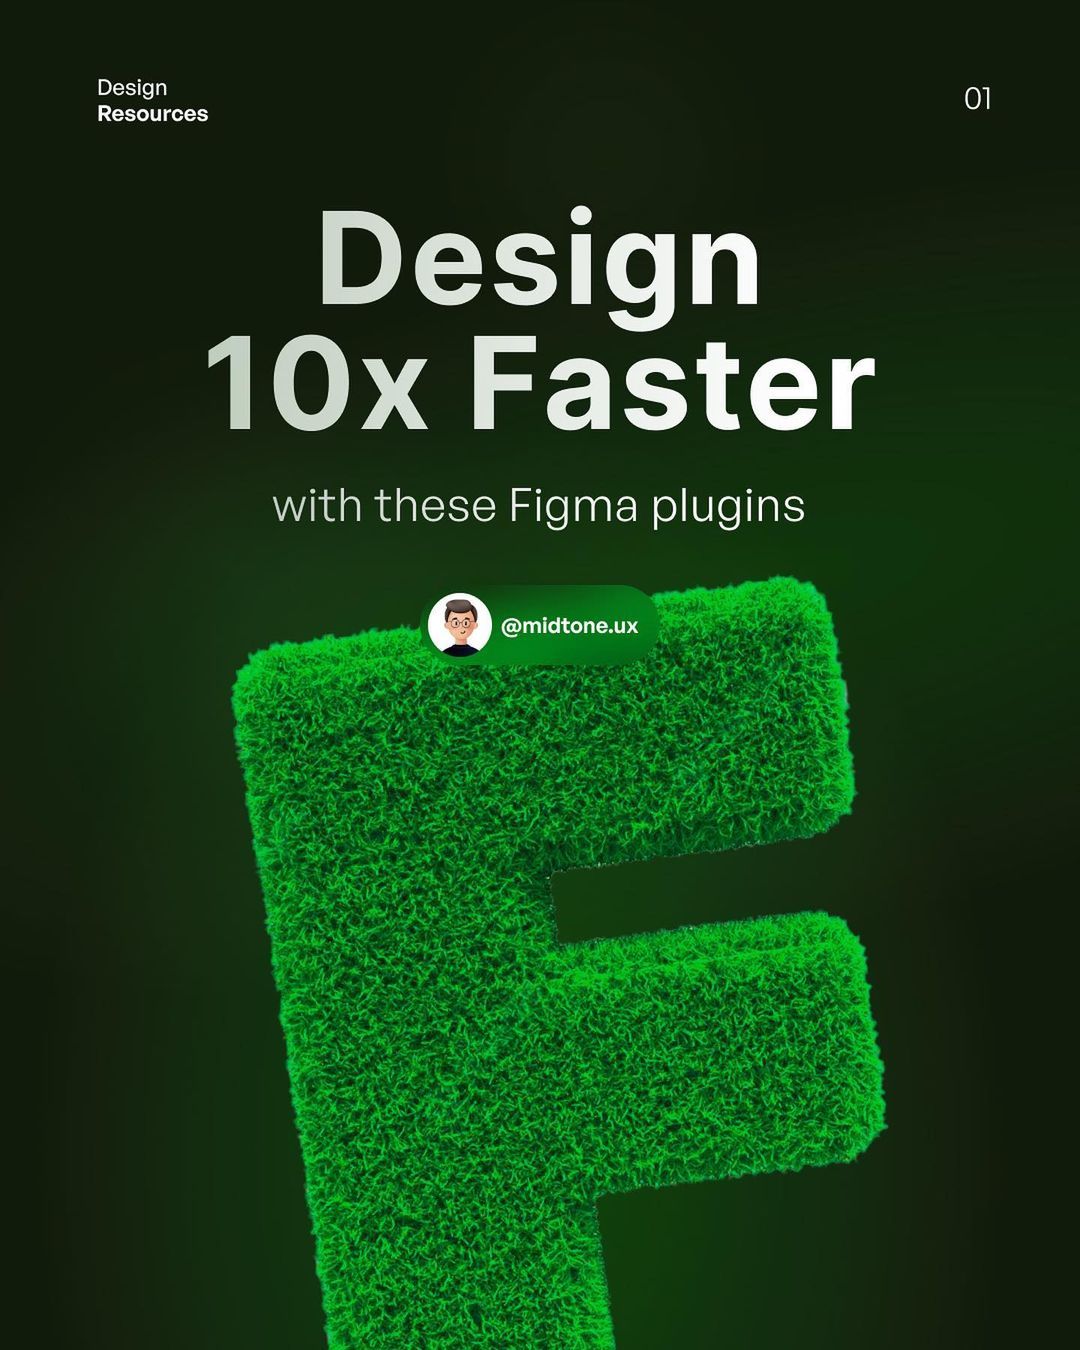 Design
Resources
01
Design
10x Faster
with these Figma plugins
@midtone.ux
F